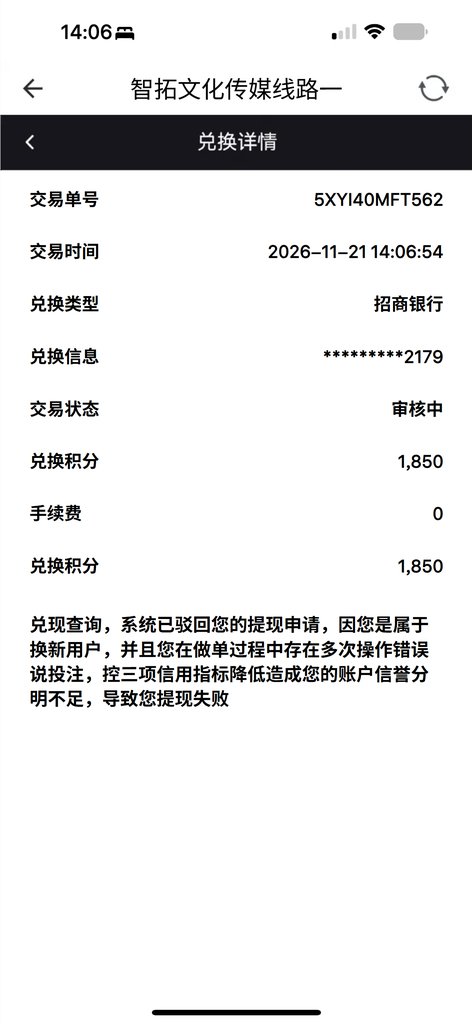 14:06
智拓文化传媒线路一
兑换详情
交易单号 5XYI40MFT562
交易时间 2026-11-21 14:06:54
兑换类型 招商银行
兑换信息 *********2179
交易状态 审核中
兑换积分 1,850
手续费 0
兑换积分 1,850
兑现查询，系统已驳回您的提现申请，因您是属于
换新用户，并且您在做单过程中存在多次操作错误
说投注，控三项信用指标降低造成您的账户信誉分
明不足，导致您提现失败